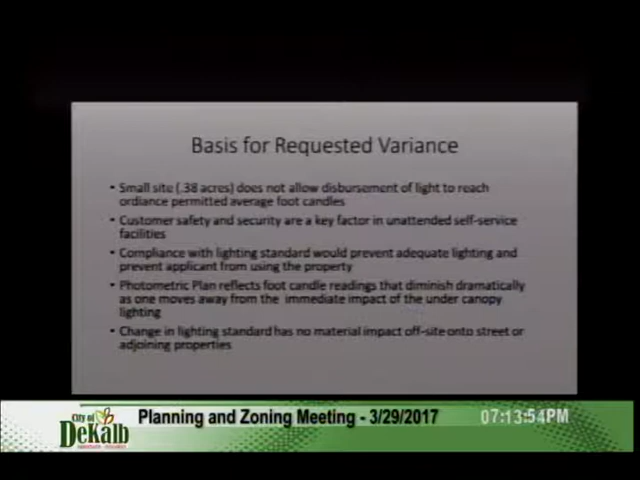 Basis for Requested Variance
• Small site (.38 acres) does not allow disbursement of light to reach
ordiance permitted average foot candles
• Customer safety and security are a key factor in unattended self-service
facilities
• Compliance with lighting standard would prevent adequate lighting and
prevent applicant from using the property
• Photometric Plan reflects foot candle readings that diminish dramatically
as one moves away from the immediate impact of the under canopy
lighting
• Change in lighting standard has no material impact off-site onto street or
adjoining properties
City of
DeKalb
Planning and Zoning Meeting - 3/29/2017
07:13:54PM